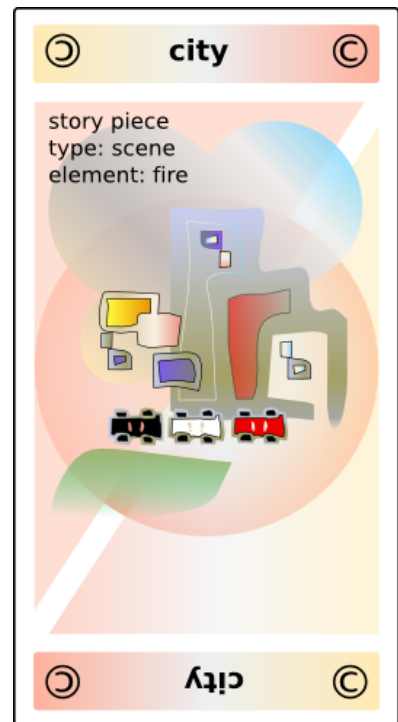 🄯 city ©
story piece
type: scene
element: fire
🄯 city ©